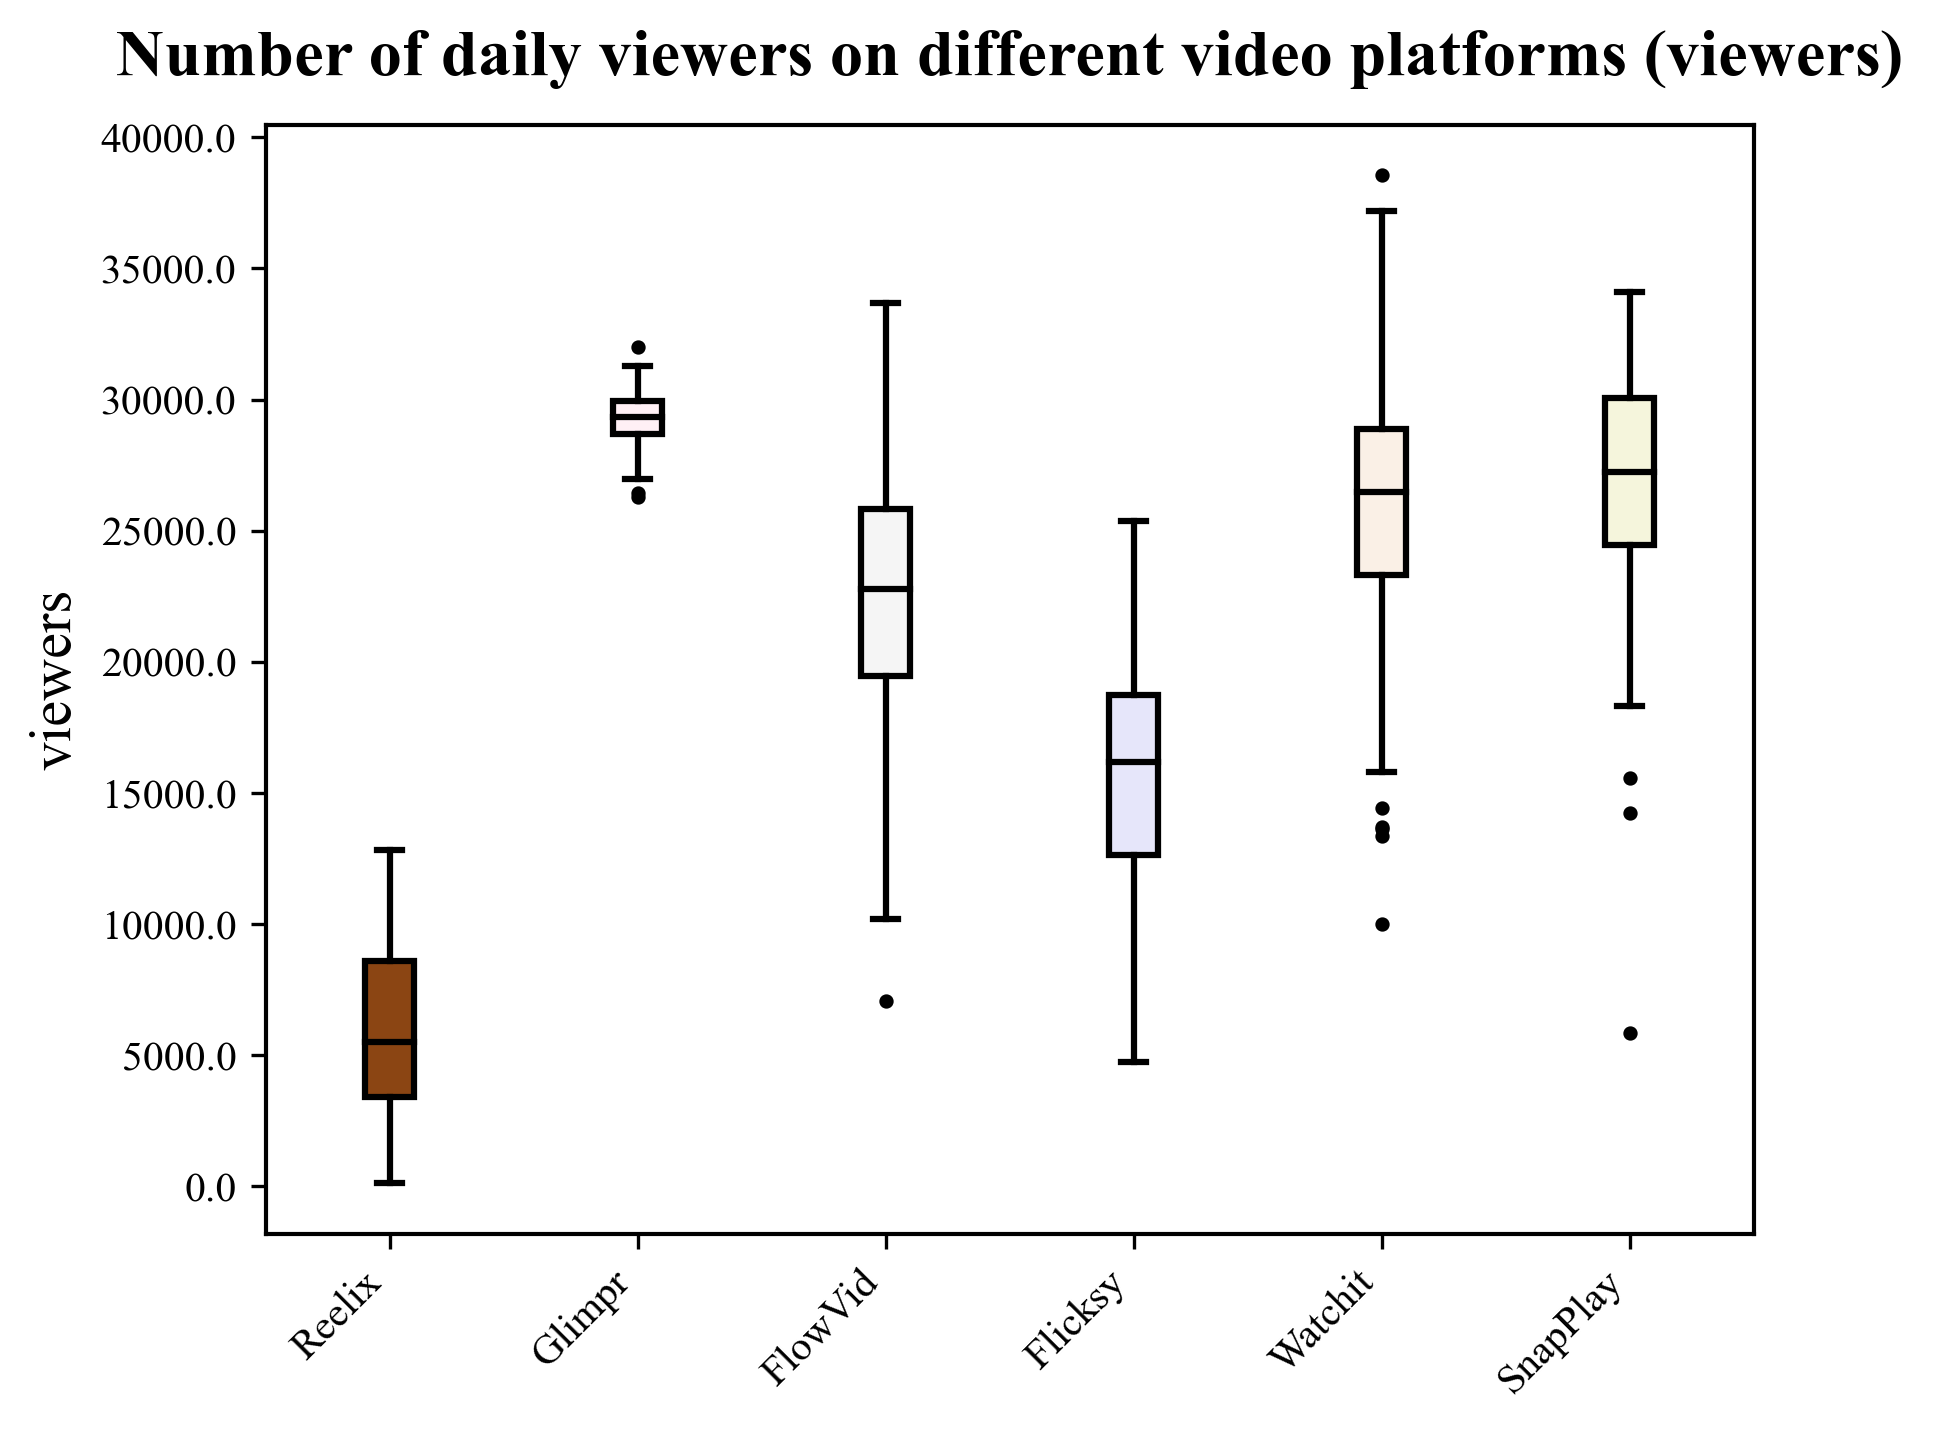 Number of daily viewers on different video platforms (viewers)
viewers
40000.0
35000.0
30000.0
25000.0
20000.0
15000.0
10000.0
5000.0
0.0
Reelix
Glimpr
FlowVid
Flicksy
Watchit
SnapPlay